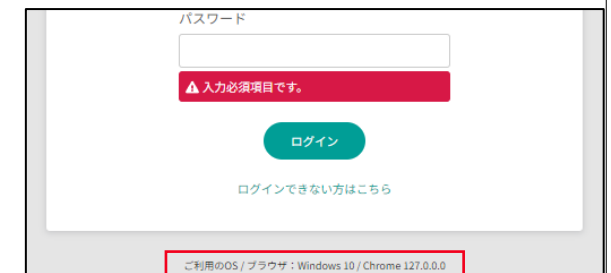 パスワード
入力必須項目です。
ログイン
ログインできない方はこちら
ご利用のOS / ブラウザ：Windows 10 / Chrome 127.0.0.0